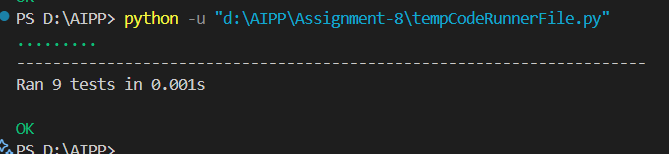 OK
PS D:\AIPP> python -u "d:\AIPP\Assignment-8\tempCodeRunnerFile.py"
.........
----------------------------------------------------------------------
Ran 9 tests in 0.001s
OK
PS D:\AIPP>